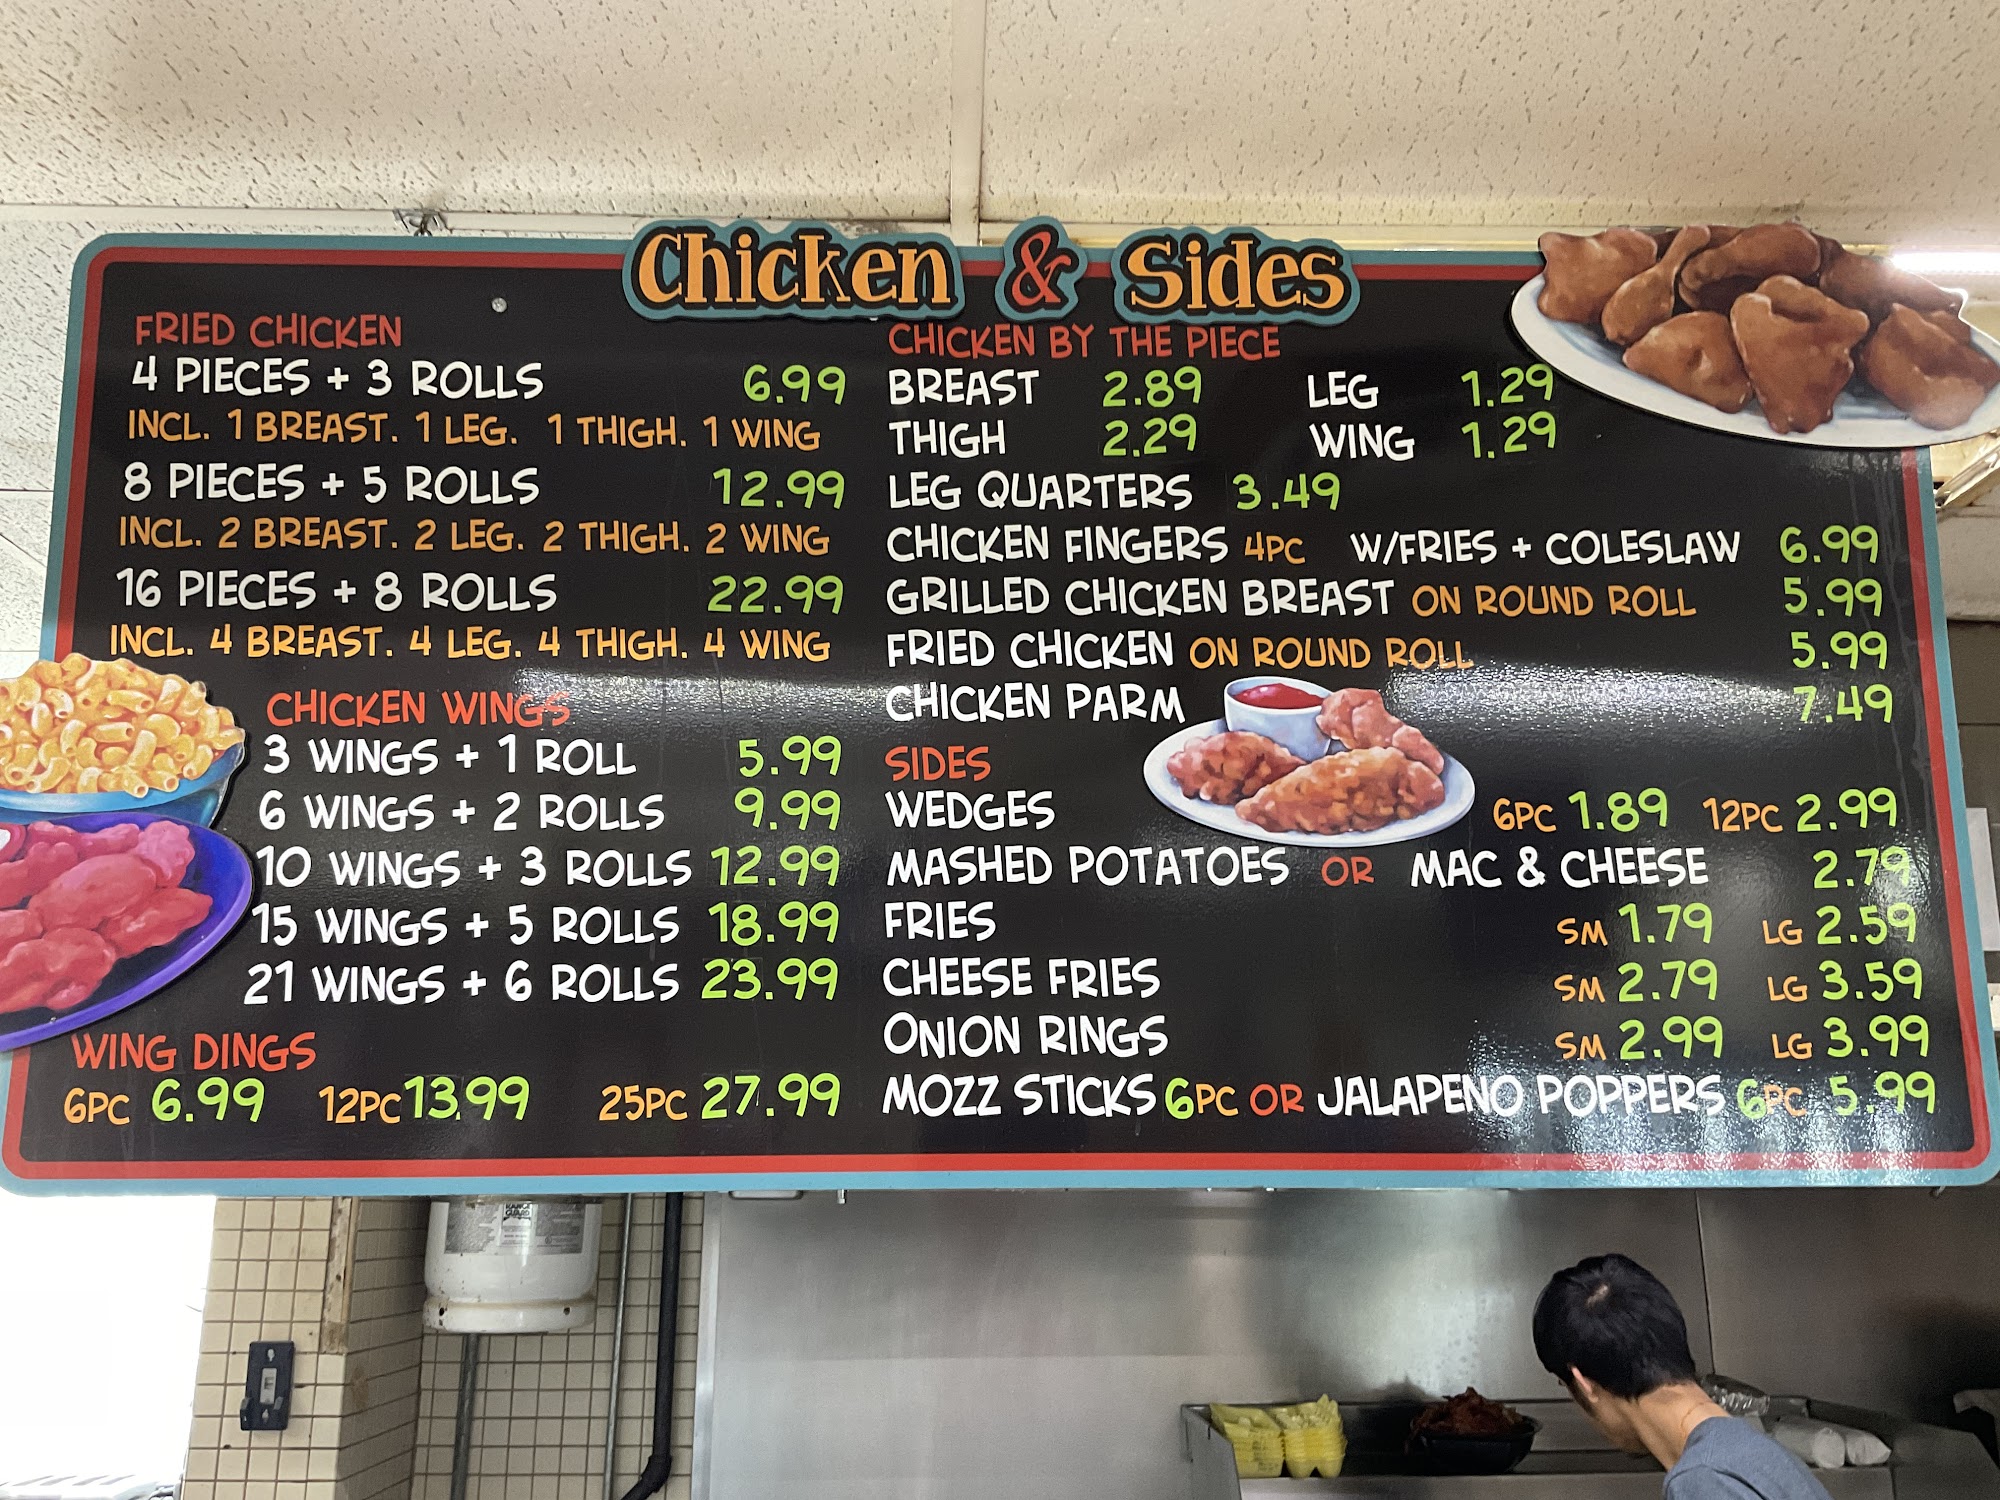 Chicken & Sides
FRIED CHICKEN
4 PIECES + 3 ROLLS 6.99
INCL. 1 BREAST. 1 LEG. 1 THIGH. 1 WING
8 PIECES + 5 ROLLS 12.99
INCL. 2 BREAST. 2 LEG. 2 THIGH. 2 WING
16 PIECES + 8 ROLLS 22.99
INCL. 4 BREAST. 4 LEG. 4 THIGH. 4 WING
CHICKEN WINGS
3 WINGS + 1 ROLL 5.99
6 WINGS + 2 ROLLS 9.99
10 WINGS + 3 ROLLS 12.99
15 WINGS + 5 ROLLS 18.99
21 WINGS + 6 ROLLS 23.99
WING DINGS
6PC 6.99 12PC 13.99 25PC 27.99
CHICKEN BY THE PIECE
BREAST 2.89 LEG 1.29
THIGH 2.29 WING 1.29
LEG QUARTERS 3.49
CHICKEN FINGERS 4PC W/FRIES + COLESLAW 6.99
GRILLED CHICKEN BREAST ON ROUND ROLL 5.99
FRIED CHICKEN ON ROUND ROLL 5.99
CHICKEN PARM 7.49
SIDES
WEDGES 6PC 1.89 12PC 2.99
MASHED POTATOES OR MAC & CHEESE 2.79
FRIES SM 1.79 LG 2.59
CHEESE FRIES SM 2.79 LG 3.59
ONION RINGS SM 2.99 LG 3.99
MOZZ STICKS 6PC OR JALAPENO POPPERS 6PC 5.99
RANGE
GUARD